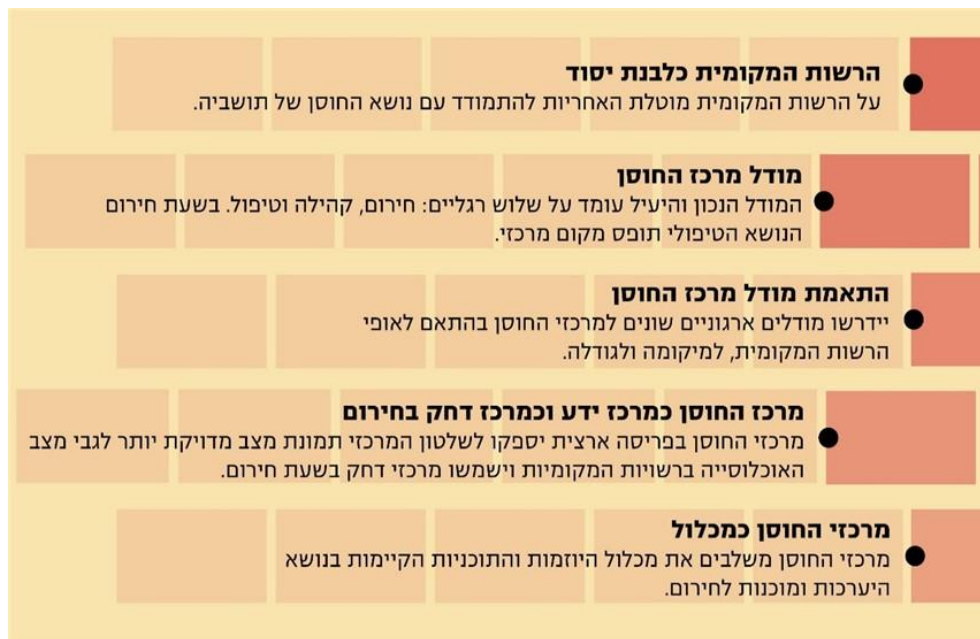 הרשות המקומית כלבנת יסוד
על הרשות המקומית מוטלת האחריות להתמודד עם נושא החוסן של תושביה.
מודל מרכז החוסן
המודל הנכון והיעיל עומד על שלוש רגליים: חירום, קהילה וטיפול. בשעת חירום
הנושא הטיפולי תופס מקום מרכזי.
התאמת מודל מרכז החוסן
יידרשו מודלים ארגוניים שונים למרכזי החוסן בהתאם לאופי
הרשות המקומית, למיקומה ולגודלה.
מרכז החוסן כמרכז ידע וכמרכז דחק בחירום
מרכזי החוסן בפריסה ארצית יספקו לשלטון המרכזי תמונת מצב מדויקת יותר לגבי מצב
האוכלוסייה ברשויות המקומיות וישמשו מרכזי דחק בשעת חירום.
מרכזי החוסן כמכלול
מרכזי החוסן משלבים את מכלול היוזמות והתוכניות הקיימות בנושא
היערכות ומוכנות לחירום.